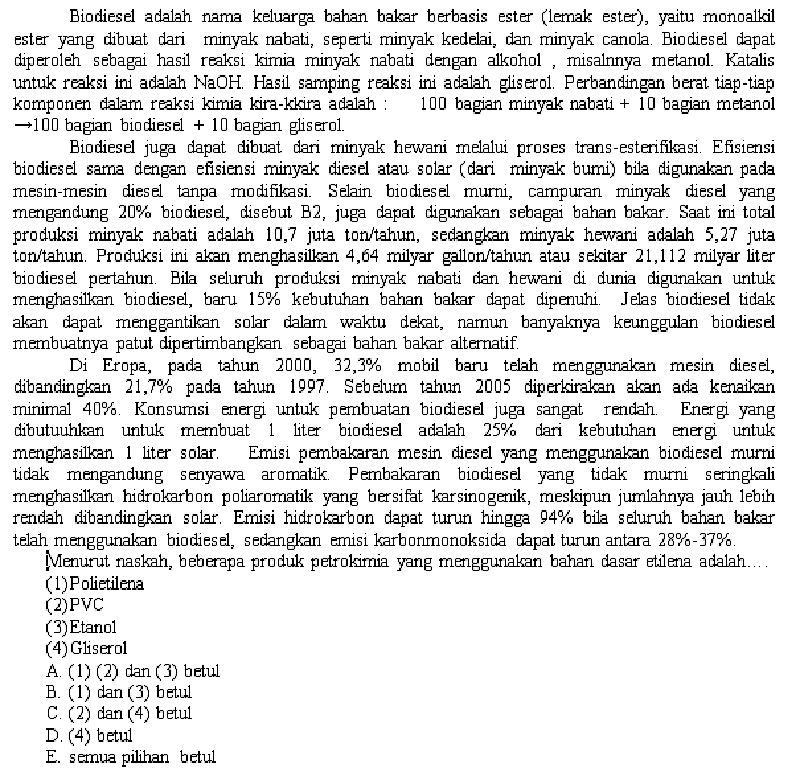 Biodiesel adalah nama keluarga bahan bakar berbasis ester (lemak ester), yaitu monoalkil
ester yang dibuat dari minyak nabati, seperti minyak kedelai, dan minyak canola. Biodiesel dapat
diperoleh sebagai hasil reaksi kimia minyak nabati dengan alkohol , misalnnya metanol. Katalis
untuk reaksi ini adalah NaOH. Hasil samping reaksi ini adalah gliserol. Perbandingan berat tiap-tiap
komponen dalam reaksi kimia kira-kkira adalah : 100 bagian minyak nabati + 10 bagian metanol
→100 bagian biodiesel + 10 bagian gliserol.
Biodiesel juga dapat dibuat dari minyak hewani melalui proses trans-esterifikasi. Efisiensi
biodiesel sama dengan efisiensi minyak diesel atau solar (dari minyak bumi) bila digunakan pada
mesin-mesin diesel tanpa modifikasi. Selain biodiesel murni, campuran minyak diesel yang
mengandung 20% biodiesel, disebut B2, juga dapat digunakan sebagai bahan bakar. Saat ini total
produksi minyak nabati adalah 10,7 juta ton/tahun, sedangkan minyak hewani adalah 5,27 juta
ton/tahun. Produksi ini akan menghasilkan 4,64 milyar gallon/tahun atau sekitar 21,112 milyar liter
biodiesel pertahun. Bila seluruh produksi minyak nabati dan hewani di dunia digunakan untuk
menghasilkan biodiesel, baru 15% kebutuhan bahan bakar dapat dipenuhi. Jelas biodiesel tidak
akan dapat menggantikan solar dalam waktu dekat, namun banyaknya keunggulan biodiesel
membuatnya patut dipertimbangkan sebagai bahan bakar alternatif.
Di Eropa, pada tahun 2000, 32,3% mobil baru telah menggunakan mesin diesel,
dibandingkan 21,7% pada tahun 1997. Sebelum tahun 2005 diperkirakan akan ada kenaikan
minimal 40%. Konsumsi energi untuk pembuatan biodiesel juga sangat rendah. Energi yang
dibutuuhkan untuk membuat 1 liter biodiesel adalah 25% dari kebutuhan energi untuk
menghasilkan 1 liter solar. Emisi pembakaran mesin diesel yang menggunakan biodiesel murni
tidak mengandung senyawa aromatik. Pembakaran biodiesel yang tidak murni seringkali
menghasilkan hidrokarbon poliaromatik yang bersifat karsinogenik, meskipun jumlahnya jauh lebih
rendah dibandingkan solar. Emisi hidrokarbon dapat turun hingga 94% bila seluruh bahan bakar
telah menggunakan biodiesel, sedangkan emisi karbonmonoksida dapat turun antara 28%-37%.
Menurut naskah, beberapa produk petrokimia yang menggunakan bahan dasar etilena adalah....
(1)Polietilena
(2)PVC
(3)Etanol
(4)Gliserol
A. (1) (2) dan (3) betul
B. (1) dan (3) betul
C. (2) dan (4) betul
D. (4) betul
E. semua pilihan betul